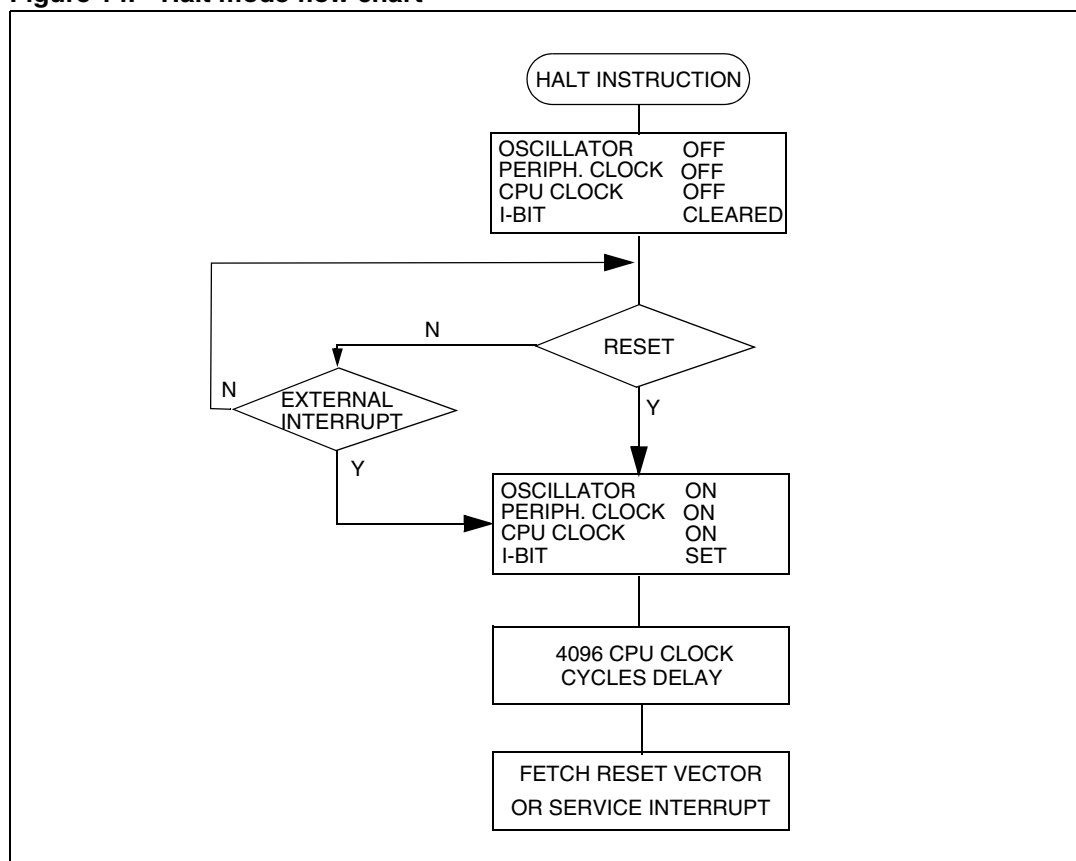 HALT INSTRUCTION
OSCILLATOR OFF
PERIPH. CLOCK OFF
CPU CLOCK OFF
I-BIT CLEARED
N
RESET
N
EXTERNAL
INTERRUPT
Y
Y
OSCILLATOR ON
PERIPH. CLOCK ON
CPU CLOCK ON
I-BIT SET
4096 CPU CLOCK
CYCLES DELAY
FETCH RESET VECTOR
OR SERVICE INTERRUPT